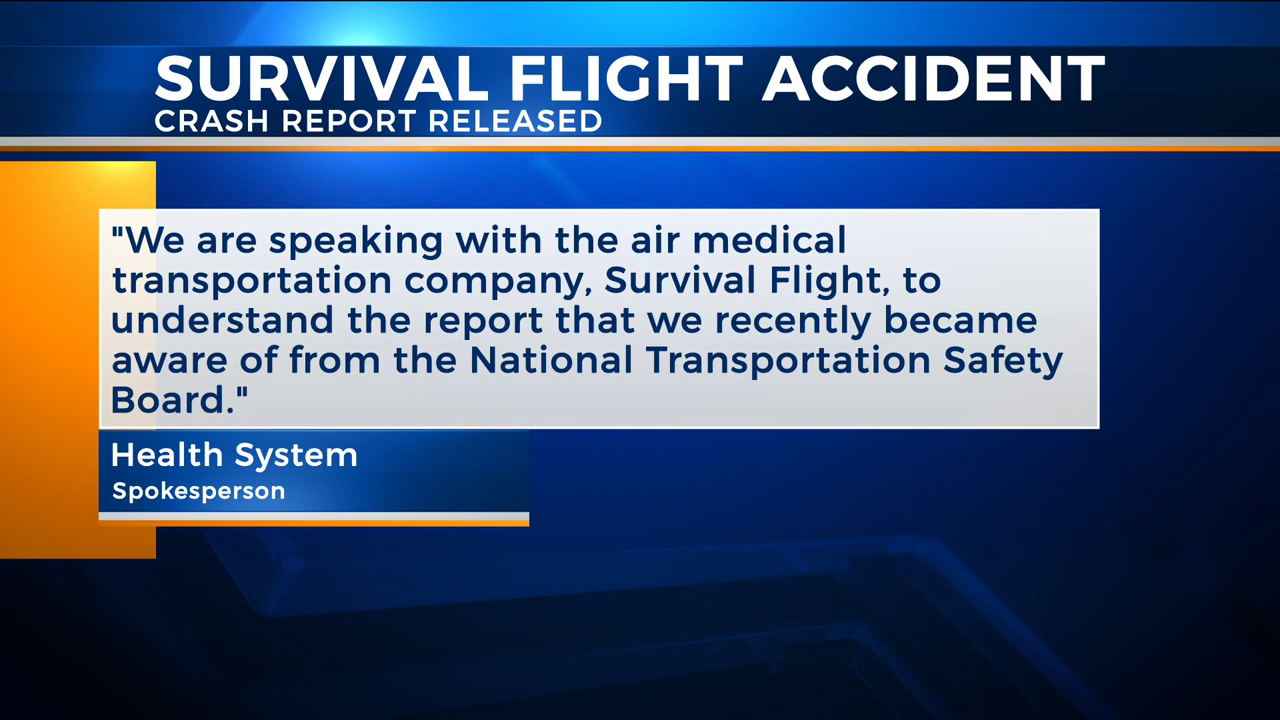 SURVIVAL FLIGHT ACCIDENT
CRASH REPORT RELEASED
"We are speaking with the air medical
transportation company, Survival Flight, to
understand the report that we recently became
aware of from the National Transportation Safety
Board."
Health System
Spokesperson